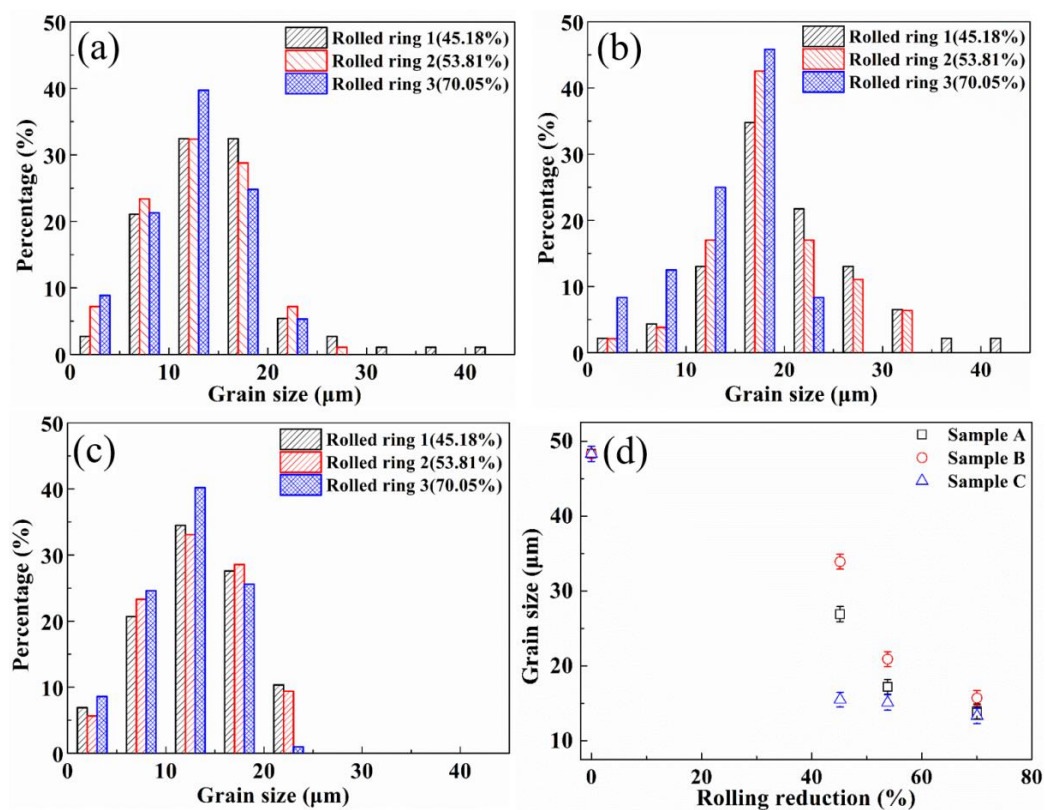 (a)
Rolled ring 1(45.18%)
Rolled ring 2(53.81%)
Rolled ring 3(70.05%)
50
40
30
20
10
0
Percentage (%)
0 10 20 30 40
Grain size (μm)
(b)
Rolled ring 1(45.18%)
Rolled ring 2(53.81%)
Rolled ring 3(70.05%)
50
40
30
20
10
0
Percentage (%)
0 10 20 30 40
Grain size (μm)
(c)
Rolled ring 1(45.18%)
Rolled ring 2(53.81%)
Rolled ring 3(70.05%)
50
40
30
20
10
0
Percentage (%)
0 10 20 30 40
Grain size (μm)
(d)
Sample A
Sample B
Sample C
50
40
30
20
10
Grain size (μm)
0 20 40 60 80
Rolling reduction (%)